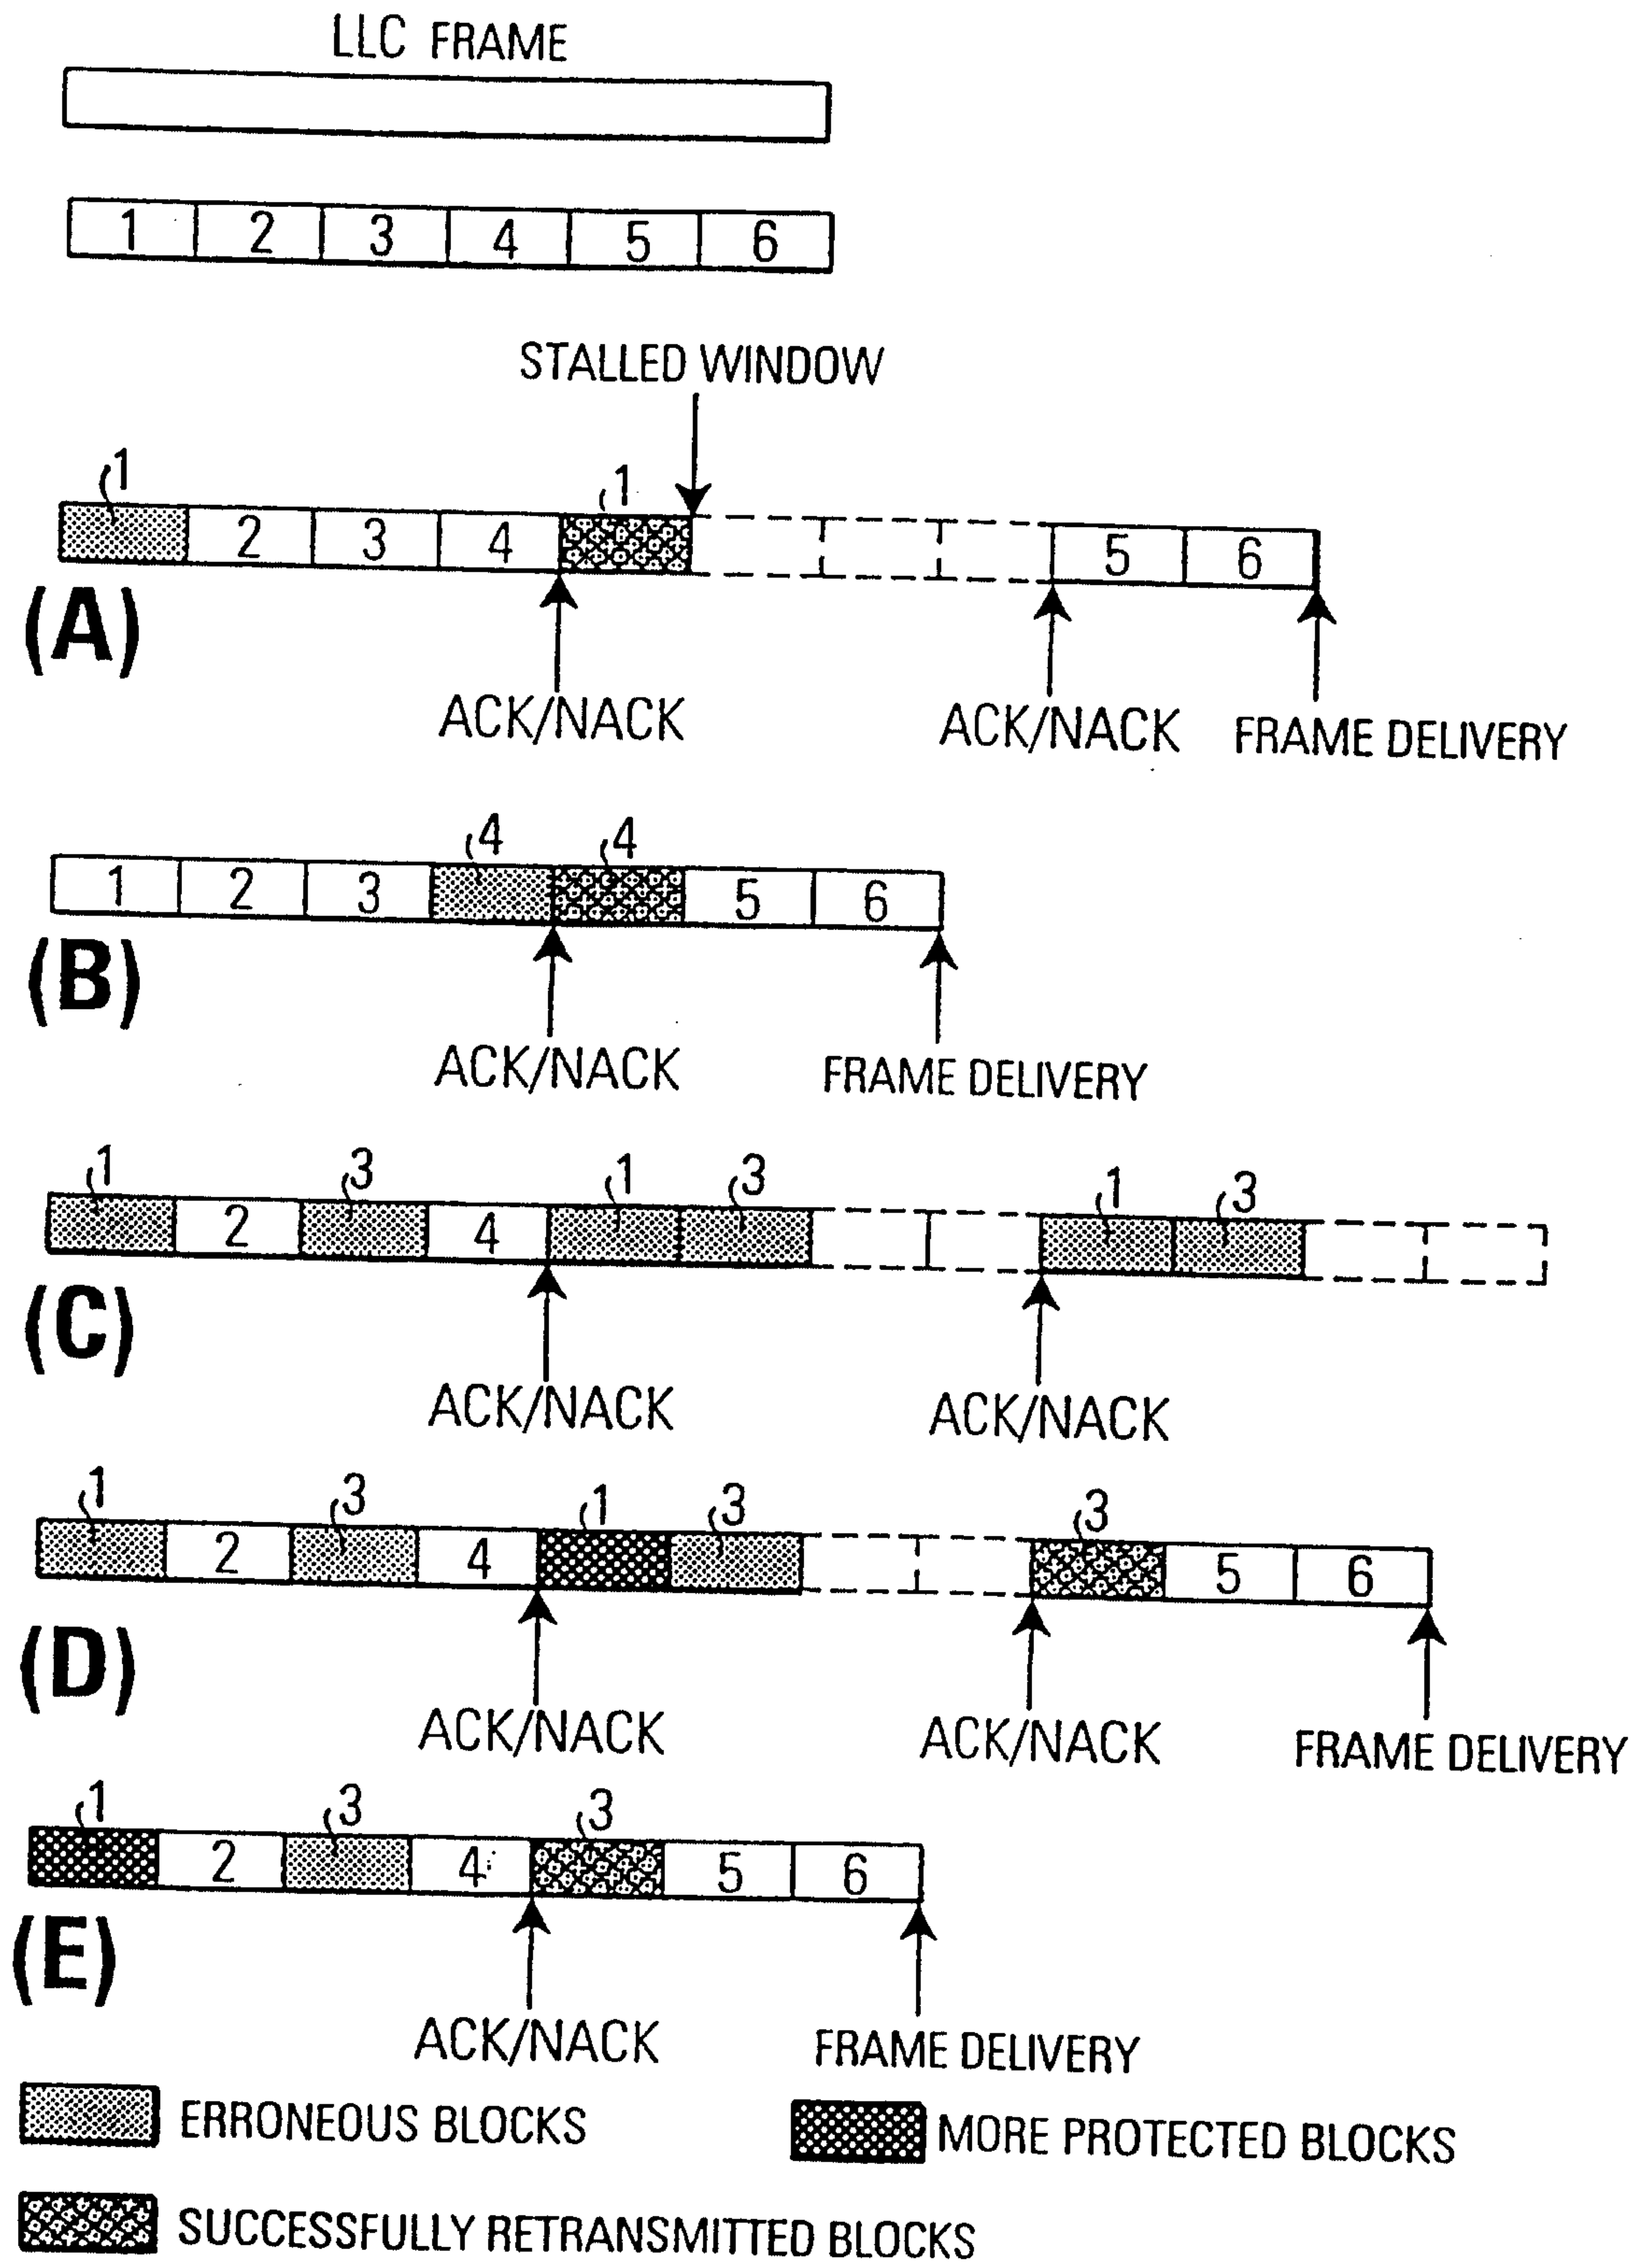 LLC FRAME
1 2 3 4 5 6
STALLED WINDOW
1 1
2 3 4 5 6
(A)
ACK/NACK ACK/NACK FRAME DELIVERY
4 4
1 2 3 5 6
(B)
ACK/NACK FRAME DELIVERY
1 3 1 3 1 3
2 4
(C)
ACK/NACK ACK/NACK
1 3 1 3 3
2 4 5 6
(D)
ACK/NACK ACK/NACK FRAME DELIVERY
1 3 3
2 4 5 6
(E)
ACK/NACK FRAME DELIVERY
ERRONEOUS BLOCKS MORE PROTECTED BLOCKS
SUCCESSFULLY RETRANSMITTED BLOCKS